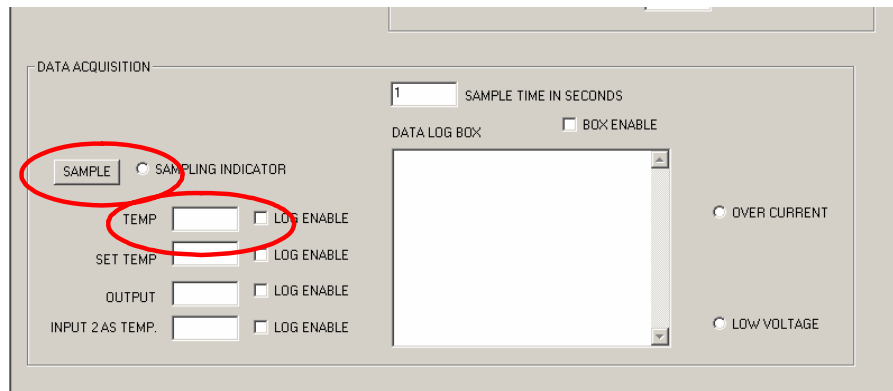 DATA ACQUISITION
1 SAMPLE TIME IN SECONDS
DATA LOG BOX BOX ENABLE
SAMPLE SAMPLING INDICATOR
TEMP LOG ENABLE
OVER CURRENT
SET TEMP LOG ENABLE
OUTPUT LOG ENABLE
INPUT 2 AS TEMP. LOG ENABLE
LOW VOLTAGE